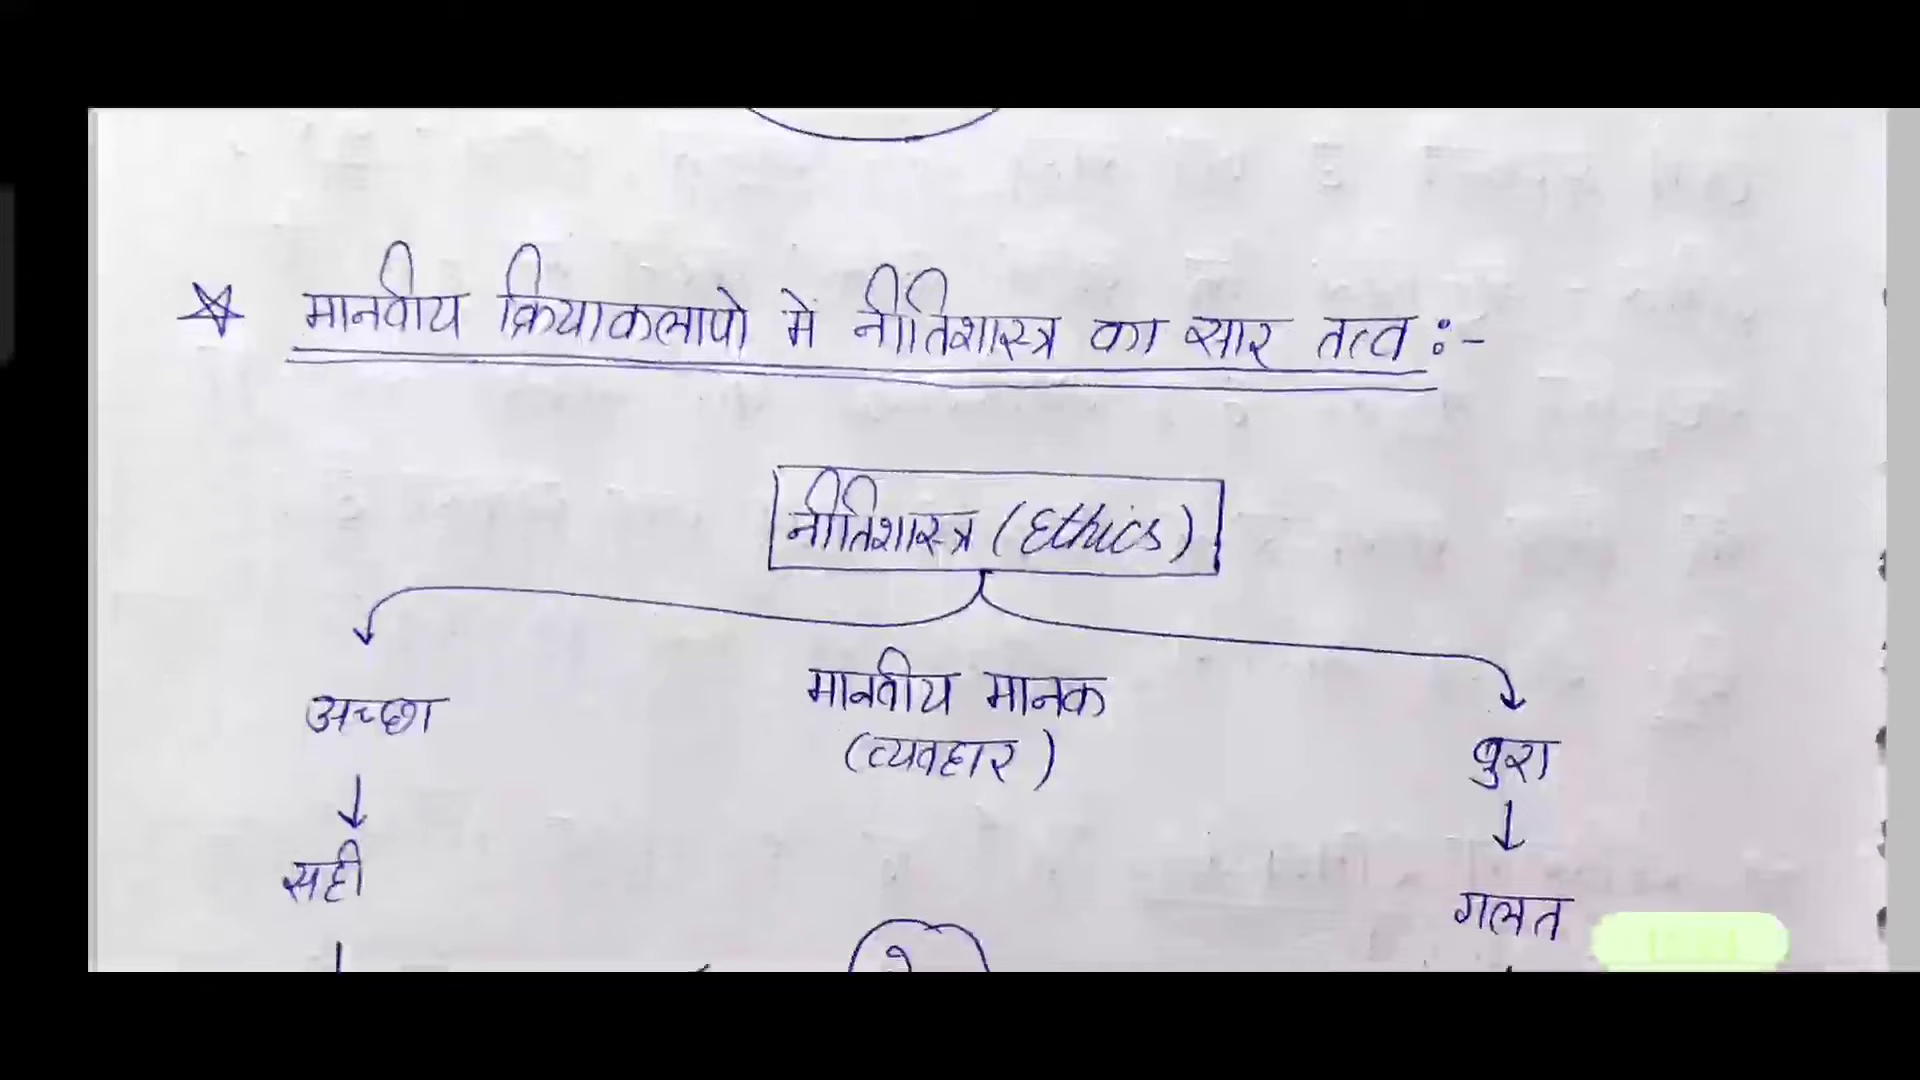 मानवीय क्रियाकलापो में नीतिशास्त्र का सार तत्व :-
नीतिशास्त्र (Ethics)
अच्छा
मानवीय मानक
(व्यवहार)
बुरा
सही
गलत